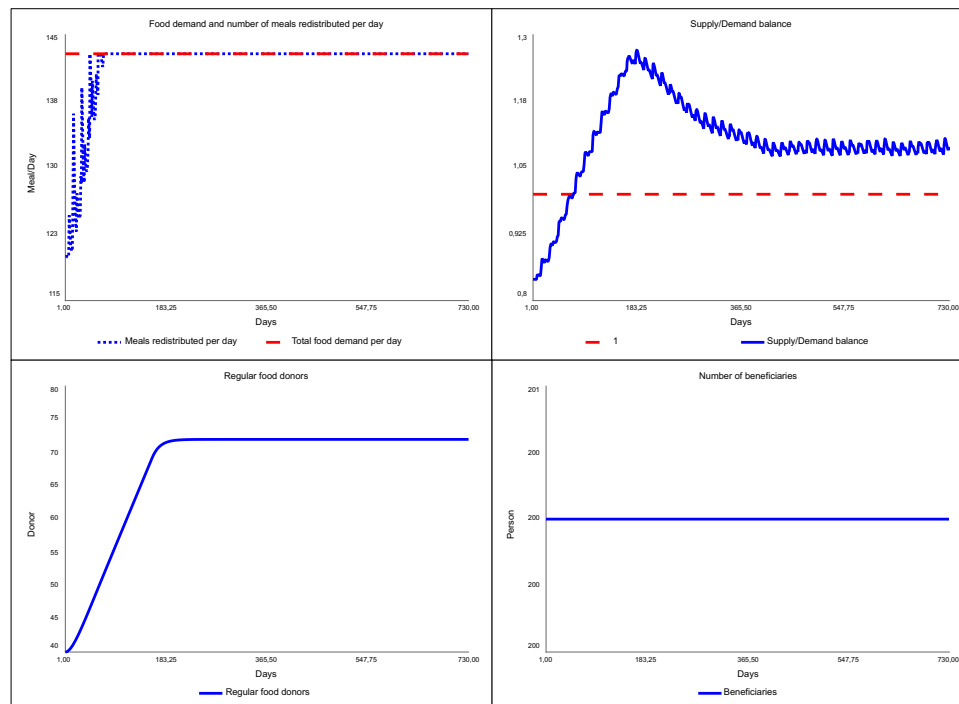 Food demand and number of meals redistributed per day
145
138
130
123
115
Meal/Day
1,00 183,25 365,50 547,75 730,00
Days
Meals redistributed per day Total food demand per day
Supply/Demand balance
1,3
1,18
1,05
0,925
0,8
1,00 183,25 365,50 547,75 730,00
Days
1 Supply/Demand balance
Regular food donors
80
75
70
65
60
55
50
45
40
Donor
1,00 183,25 365,50 547,75 730,00
Days
Regular food donors
Number of beneficiaries
201
200
200
200
200
Person
1,00 183,25 365,50 547,75 730,00
Days
Beneficiaries